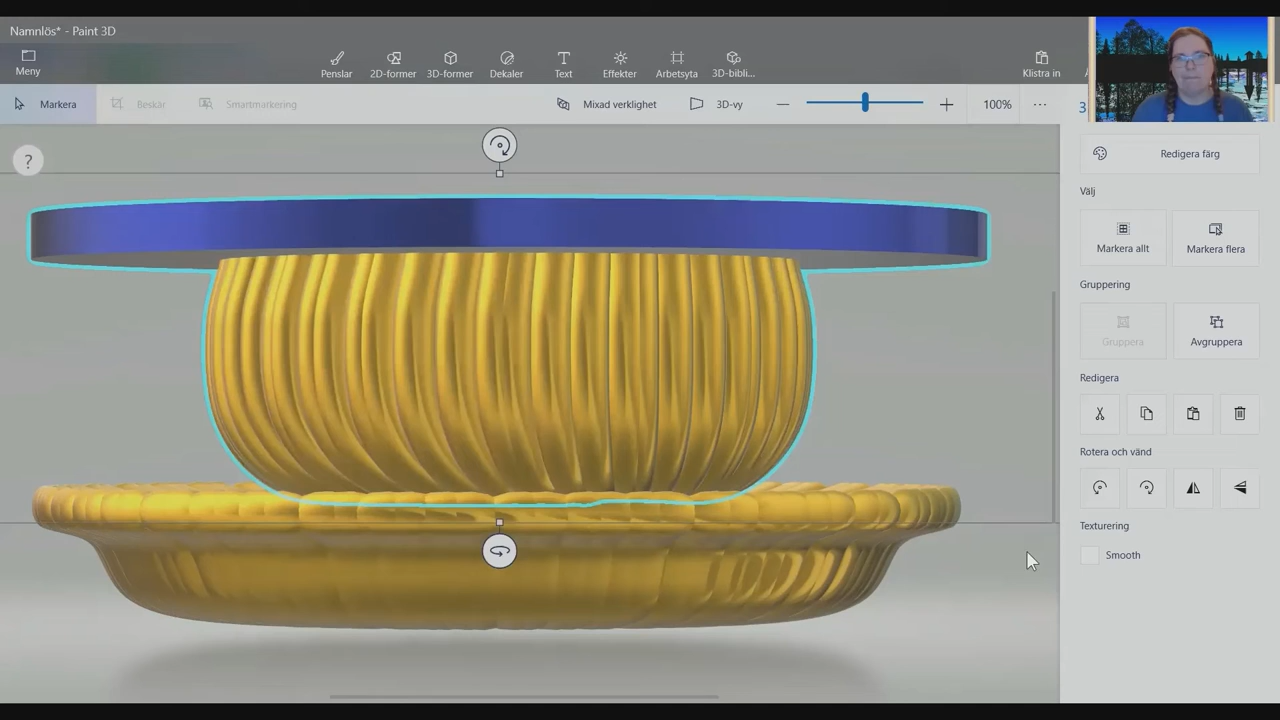 Namnlös* - Paint 3D
Meny
Penslar
2D-former
3D-former
Dekaler
Text
Effekter
Arbetsyta
3D-bibli...
Klistra in
Markera
Beskär
Smartmarkering
Mixad verklighet
3D-vy
100%
?
Redigera färg
Välj
Markera allt
Markera flera
Gruppering
Gruppera
Avgruppera
Redigera
Rotera och vänd
Texturering
Smooth